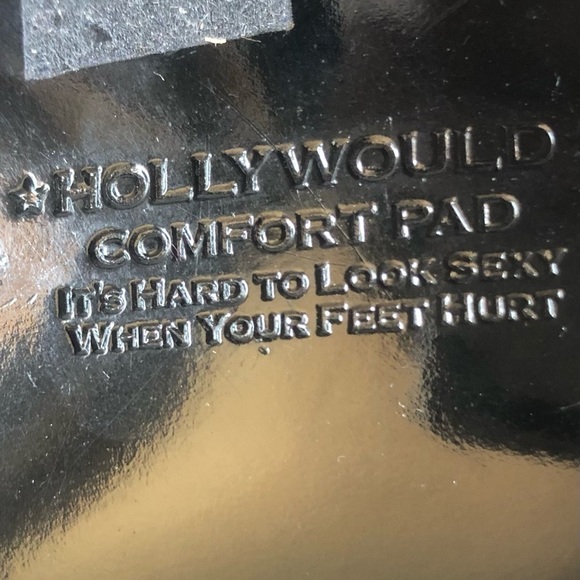 HOLLYWOULD
COMFORT PAD
IT'S HARD TO LOOK SEXY
WHEN YOUR FEET HURT